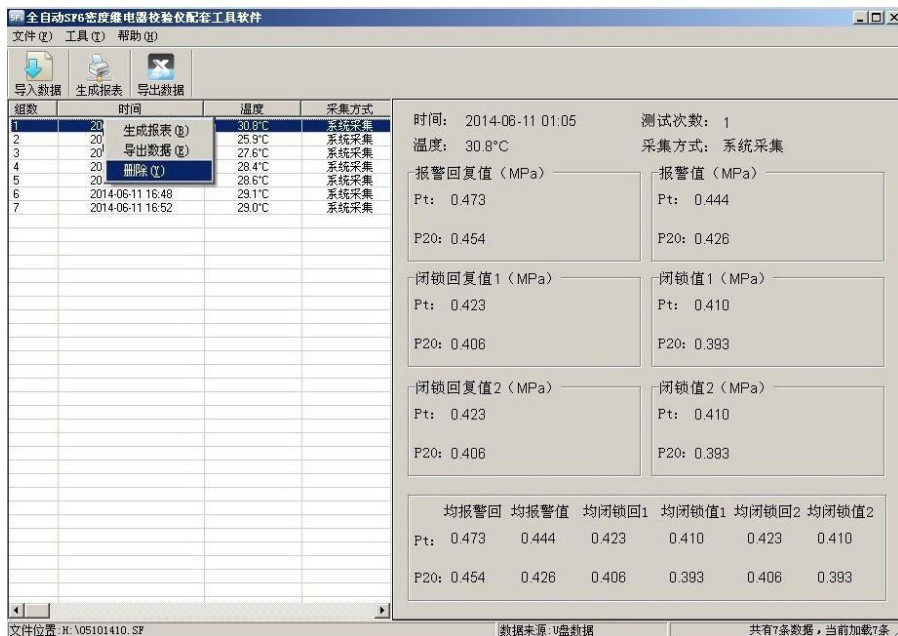 全自动SF6密度继电器校验仪配套工具软件
文件(F) 工具(T) 帮助(H)
导入数据 生成报表 导出数据
组数 时间 温度 采集方式
1 20 30.8°C 系统采集
2 20 25.9°C 系统采集
3 20 27.6°C 系统采集
4 20 28.4°C 系统采集
5 20 28.6°C 系统采集
6 2014-06-11 16:48 29.1°C 系统采集
7 2014-06-11 16:52 29.0°C 系统采集
生成报表(B)
导出数据(E)
删除(Y)
时间: 2014-06-11 01:05 测试次数: 1
温度: 30.8°C 采集方式: 系统采集
报警回复值(MPa) 报警值(MPa)
Pt: 0.473 Pt: 0.444
P20: 0.454 P20: 0.426
闭锁回复值1(MPa) 闭锁值1(MPa)
Pt: 0.423 Pt: 0.410
P20: 0.406 P20: 0.393
闭锁回复值2(MPa) 闭锁值2(MPa)
Pt: 0.423 Pt: 0.410
P20: 0.406 P20: 0.393
均报警回 均报警值 均闭锁回1 均闭锁值1 均闭锁回2 均闭锁值2
Pt: 0.473 0.444 0.423 0.410 0.423 0.410
P20: 0.454 0.426 0.406 0.393 0.406 0.393
文件位置:H:\05101410.SF 数据来源:U盘数据 共有7条数据,当前加载7条